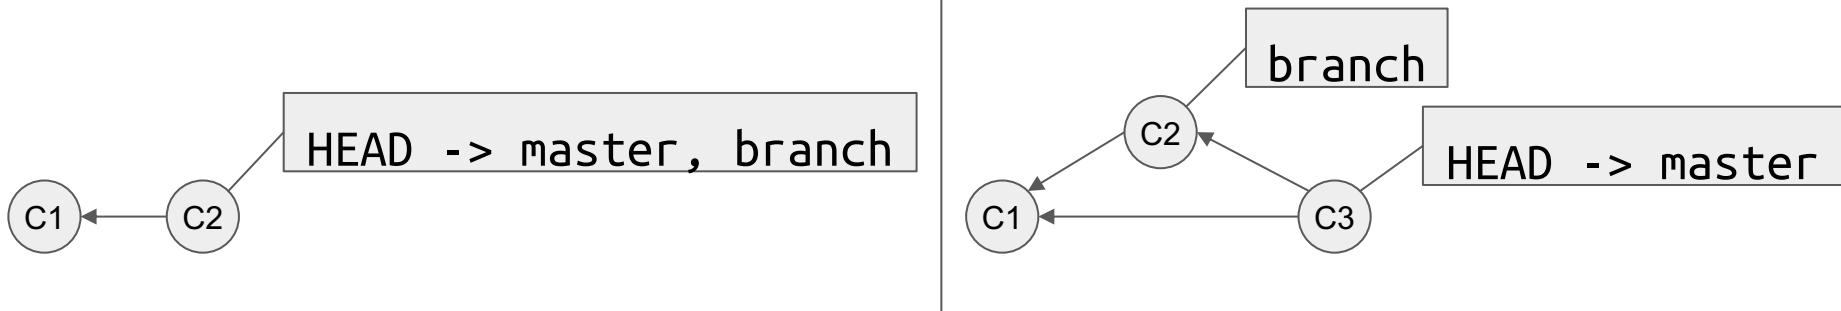 HEAD -> master, branch
C1
C2
branch
C2
HEAD -> master
C1
C3